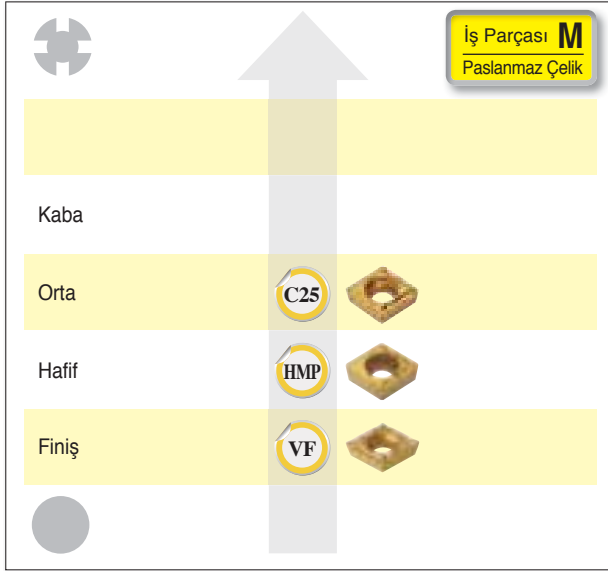 İş Parçası M
Paslanmaz Çelik
Kaba
Orta C25
Hafif HMP
Finiş VF